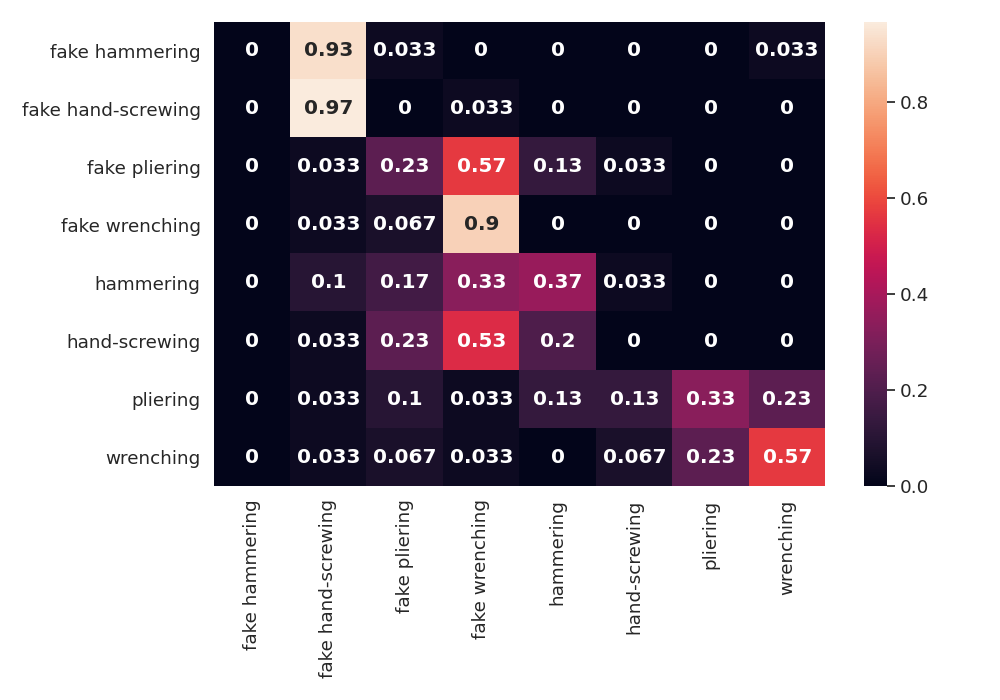 fake hammering 0 0.93 0.033 0 0 0 0 0.033
fake hand-screwing 0 0.97 0 0.033 0 0 0 0
fake pliering 0 0.033 0.23 0.57 0.13 0.033 0 0
fake wrenching 0 0.033 0.067 0.9 0 0 0 0
hammering 0 0.1 0.17 0.33 0.37 0.033 0 0
hand-screwing 0 0.033 0.23 0.53 0.2 0 0 0
pliering 0 0.033 0.1 0.033 0.13 0.13 0.33 0.23
wrenching 0 0.033 0.067 0.033 0 0.067 0.23 0.57
fake hammering
fake hand-screwing
fake pliering
fake wrenching
hammering
hand-screwing
pliering
wrenching
0.8
0.6
0.4
0.2
0.0